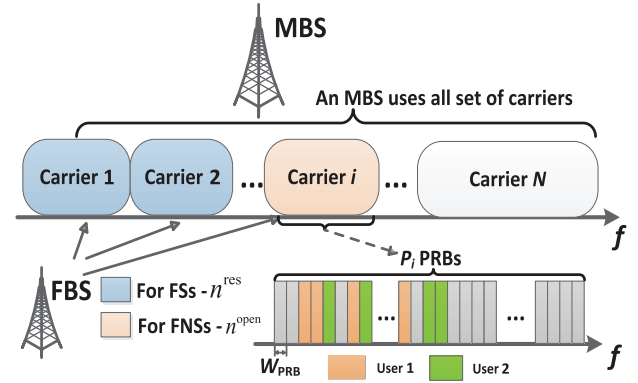 MBS
An MBS uses all set of carriers
Carrier 1 Carrier 2 ... Carrier i ... Carrier N
f
P_i PRBs
FBS
For FSs - n^res
For FNSs - n^open
... ...
f
W_PRB
User 1 User 2